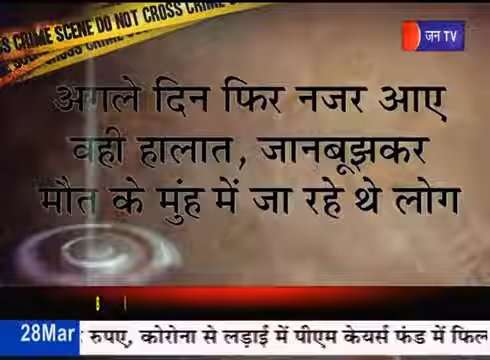 CRIME SCENE DO NOT CROSS CRIME
जन TV
अगले दिन फिर नजर आए
वही हालात, जानबूझकर
मौत के मुंह में जा रहे थे लोग
28Mar रुपए, कोरोना से लड़ाई में पीएम केयर्स फंड में